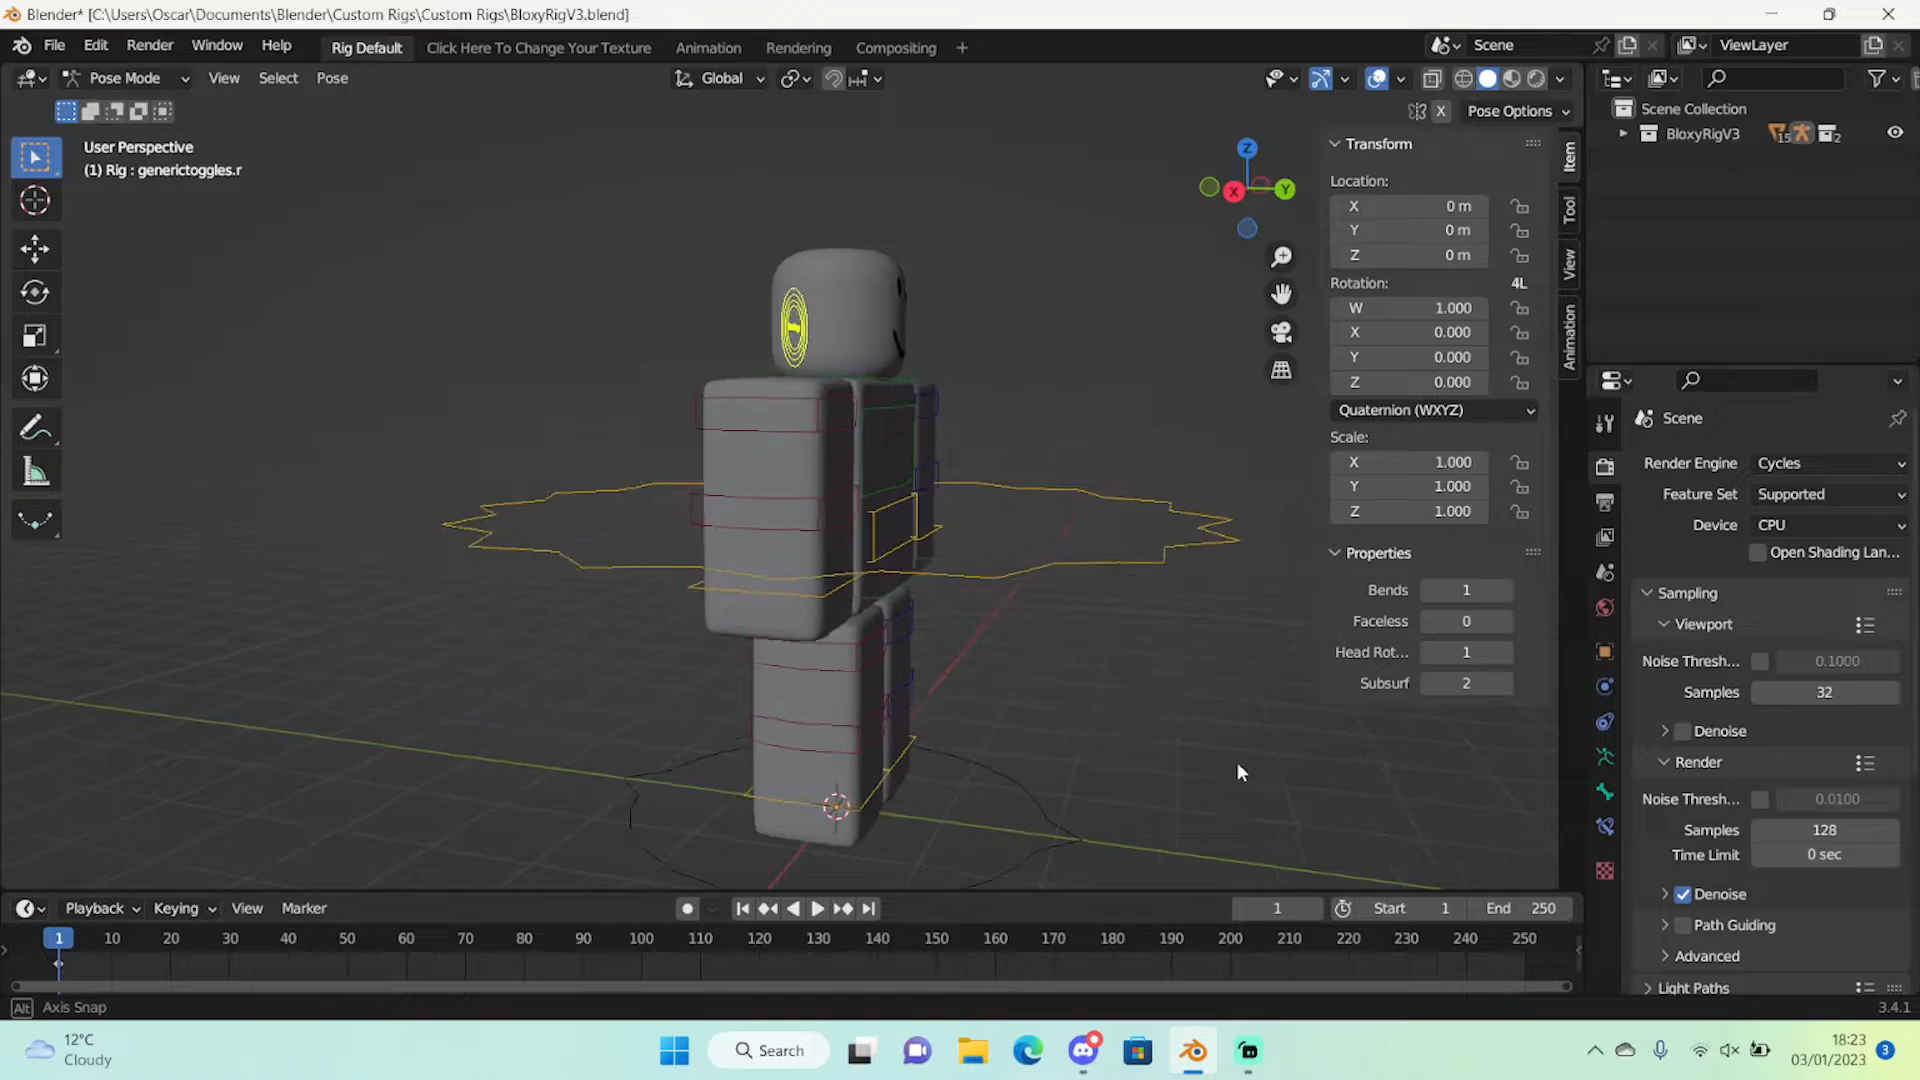 Blender* [C:\Users\Oscar\Documents\Blender\Custom Rigs\Custom Rigs\BloxyRigV3.blend]
File Edit Render Window Help Rig Default Click Here To Change Your Texture Animation Rendering Compositing + Scene ViewLayer
Pose Mode View Select Pose Global
X Pose Options
Scene Collection
BloxyRigV3 15 2
User Perspective
(1) Rig : generictoggles.r
Z
X Y
Item
Tool
View
Animation
Transform
Location:
X 0 m
Y 0 m
Z 0 m
Rotation: 4L
W 1.000
X 0.000
Y 0.000
Z 0.000
Quaternion (WXYZ)
Scale:
X 1.000
Y 1.000
Z 1.000
Properties
Bends 1
Faceless 0
Head Rot... 1
Subsurf 2
Scene
Render Engine Cycles
Feature Set Supported
Device CPU
Open Shading Lan...
Sampling
Viewport
Noise Thresh... 0.1000
Samples 32
Denoise
Render
Noise Thresh... 0.0100
Samples 128
Time Limit 0 sec
Denoise
Path Guiding
Advanced
Light Paths
Playback Keying View Marker 1 Start 1 End 250
1 10 20 30 40 50 60 70 80 90 100 110 120 130 140 150 160 170 180 190 200 210 220 230 240 250
Alt Axis Snap 3.4.1
12°C
Cloudy
Search
18:23
03/01/2023 3